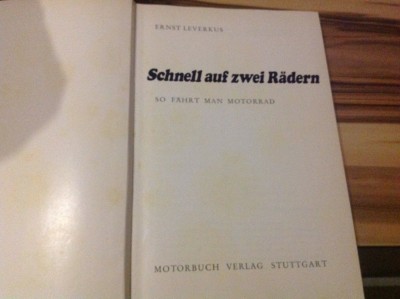 ERNST LEVERKUS
Schnell auf zwei Rädern
SO FÄHRT MAN MOTORRAD
MOTORBUCH VERLAG STUTTGART